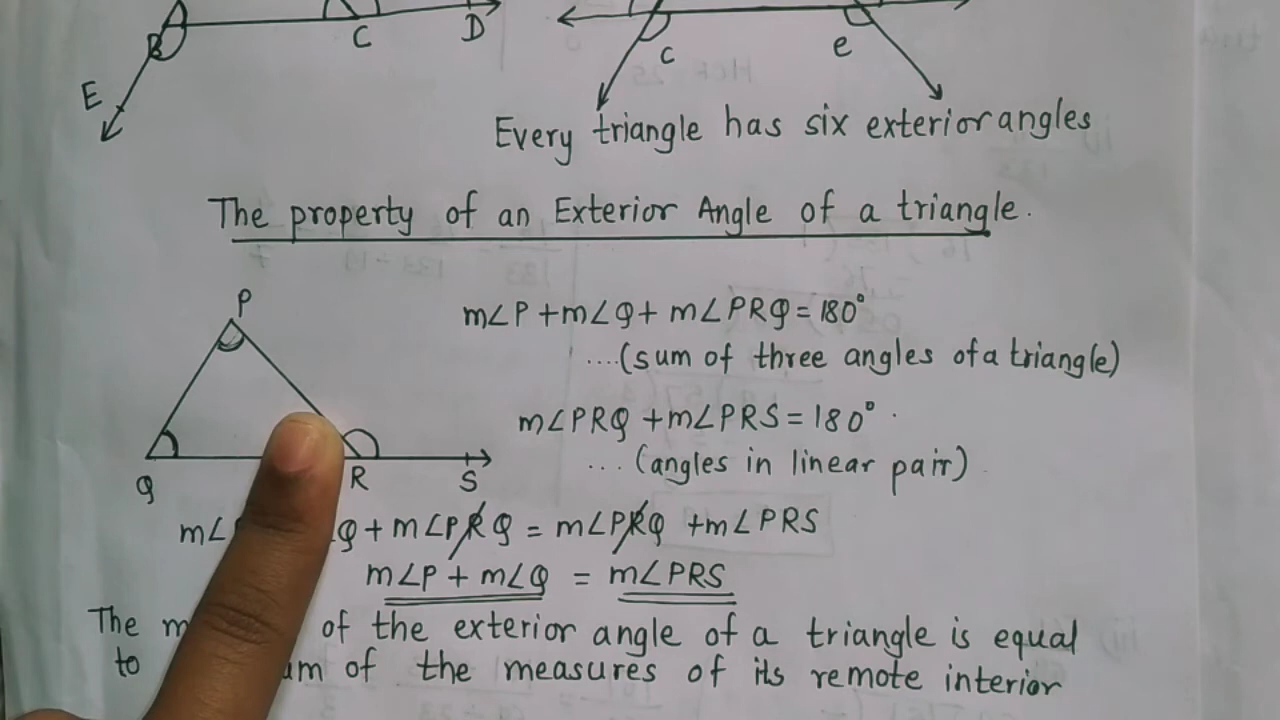 B C D
E
c e
Every triangle has six exterior angles
The property of an Exterior Angle of a triangle.
P
Q R S
m∠P + m∠Q + m∠PRQ = 180°
....(sum of three angles of a triangle)
m∠PRQ + m∠PRS = 180°
... (angles in linear pair)
m∠ Q + m∠PRQ = m∠PRQ + m∠PRS
m∠P + m∠Q = m∠PRS
The of the exterior angle of a triangle is equal
to of the measures of its remote interior